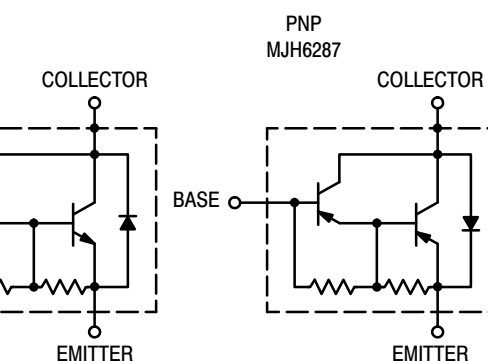 PNP
MJH6287
COLLECTOR
COLLECTOR
BASE
EMITTER
EMITTER